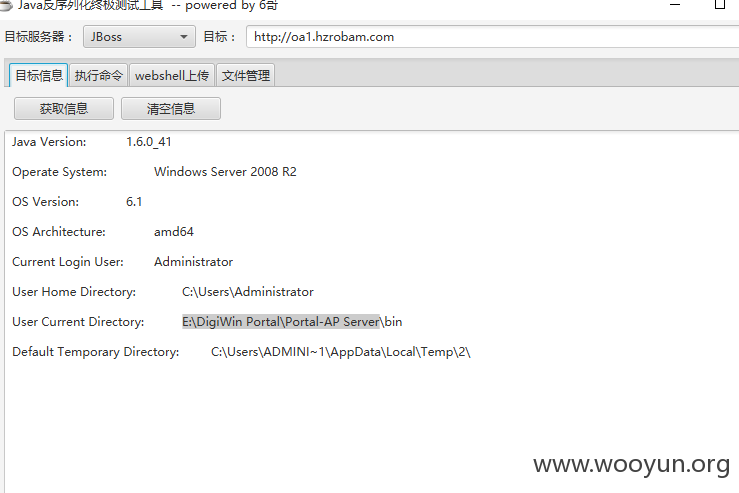 Java反序列化终极测试工具 -- powered by 6哥
目标服务器： JBoss 目标： http://oa1.hzrobam.com
目标信息 执行命令 webshell上传 文件管理
获取信息 清空信息
Java Version: 1.6.0_41
Operate System: Windows Server 2008 R2
OS Version: 6.1
OS Architecture: amd64
Current Login User: Administrator
User Home Directory: C:\Users\Administrator
User Current Directory: E:\DigiWin Portal\Portal-AP Server\bin
Default Temporary Directory: C:\Users\ADMINI~1\AppData\Local\Temp\2\
www.wooyun.org